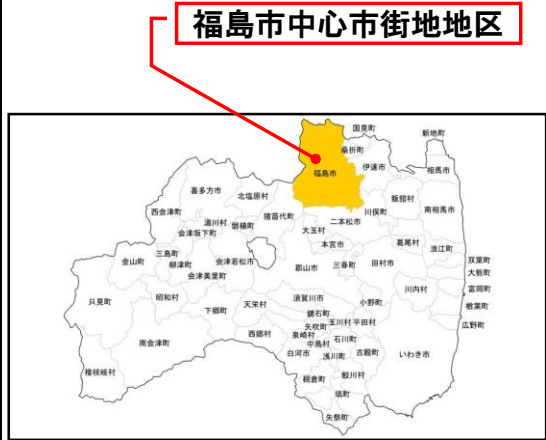 福島市中心市街地地区
国見町
新地町
桑折町
伊達市
相馬市
福島市
喜多方市
北塩原村
飯舘村
川俣町
南相馬市
西会津町
猪苗代町
二本松市
湯川村
磐梯町
会津坂下町
大玉村
葛尾村
浪江町
本宮市
三島町
金山町
柳津町
会津若松市
郡山市
三春町
田村市
双葉町
大熊町
会津美里町
川内村
富岡町
只見町
昭和村
天栄村
須賀川市
小野町
楢葉町
下郷町
鏡石町
広野町
矢吹町
玉川村
平田村
泉崎村
西郷村
中島村
石川町
南会津町
白河市
浅川町
古殿町
いわき市
檜枝岐村
棚倉町
鮫川村
塙町
矢祭町